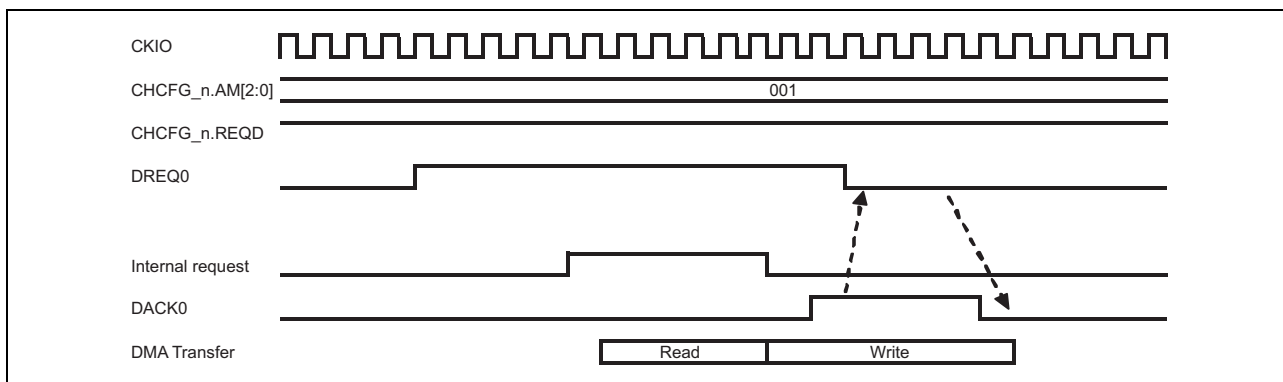 CKIO
CHCFG_n.AM[2:0] 001
CHCFG_n.REQD
DREQ0
Internal request
DACK0
DMA Transfer Read Write